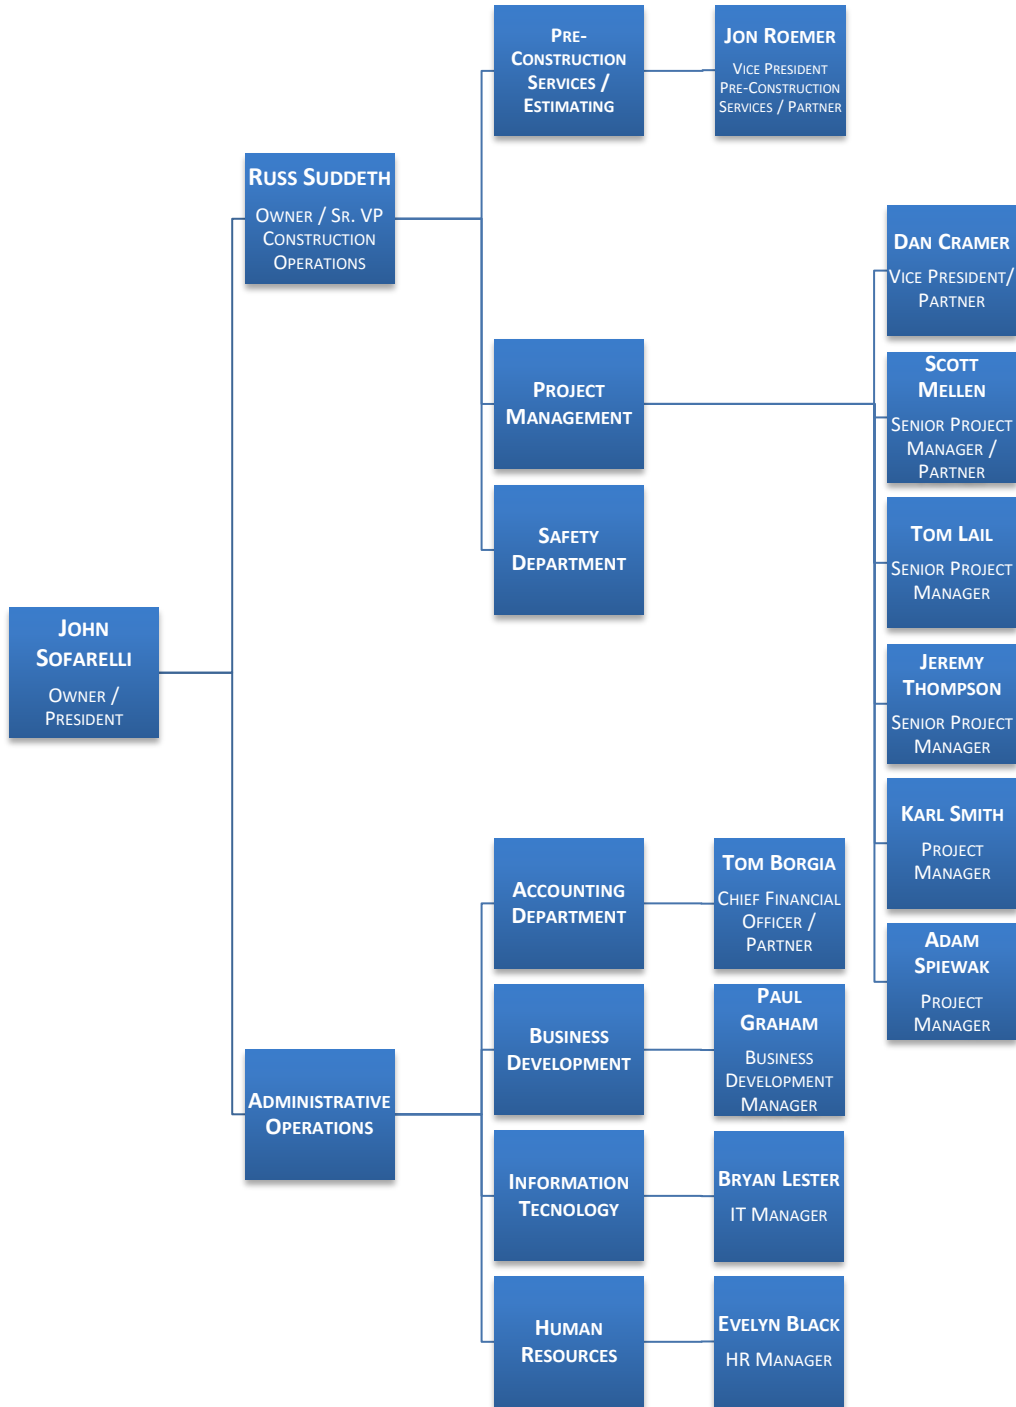 PRE-
CONSTRUCTION
SERVICES /
ESTIMATING
JON ROEMER
VICE PRESIDENT
PRE-CONSTRUCTION
SERVICES / PARTNER
RUSS SUDDETH
OWNER / SR. VP
CONSTRUCTION
OPERATIONS
DAN CRAMER
VICE PRESIDENT/
PARTNER
PROJECT
MANAGEMENT
SCOTT
MELLEN
SENIOR PROJECT
MANAGER /
PARTNER
SAFETY
DEPARTMENT
TOM LAIL
SENIOR PROJECT
MANAGER
JOHN
SOFARELLI
OWNER /
PRESIDENT
JEREMY
THOMPSON
SENIOR PROJECT
MANAGER
KARL SMITH
PROJECT
MANAGER
ACCOUNTING
DEPARTMENT
TOM BORGIA
CHIEF FINANCIAL
OFFICER /
PARTNER
ADAM
SPIEWAK
PROJECT
MANAGER
BUSINESS
DEVELOPMENT
PAUL
GRAHAM
BUSINESS
DEVELOPMENT
MANAGER
ADMINISTRATIVE
OPERATIONS
INFORMATION
TECNOLOGY
BRYAN LESTER
IT MANAGER
HUMAN
RESOURCES
EVELYN BLACK
HR MANAGER